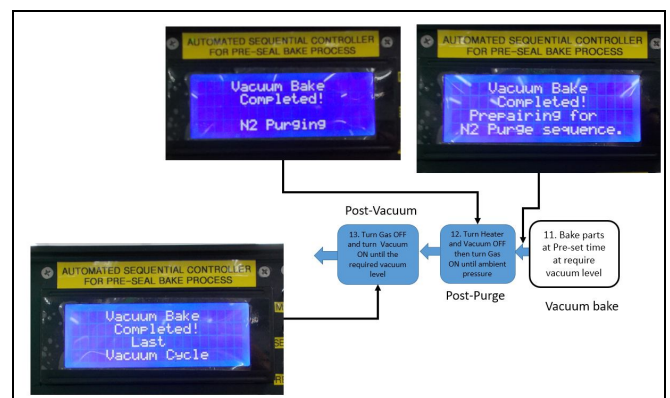 AUTOMATED SEQUENTIAL CONTROLLER
FOR PRE-SEAL BAKE PROCESS
Vacuum Bake
Completed!
N2 Purging
AUTOMATED SEQUENTIAL CONTROLLER
FOR PRE-SEAL BAKE PROCESS
Vacuum Bake
Completed!
Prepairing for
N2 Purge sequence.
Post-Vacuum
13. Turn Gas OFF
and turn Vacuum
ON until the
required vacuum
level
12. Turn Heater
and Vacuum OFF
then turn Gas
ON until ambient
pressure
Post-Purge
11. Bake parts
at Pre-set time
at require
vacuum level
Vacuum bake
AUTOMATED SEQUENTIAL CONTROLLER
FOR PRE-SEAL BAKE PROCESS
Vacuum Bake
Completed!
Last
Vacuum Cycle